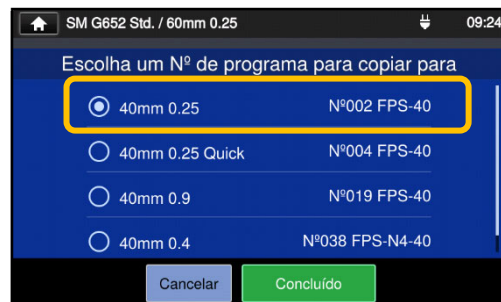 SM G652 Std. / 60mm 0.25 09:24
Escolha um Nº de programa para copiar para
40mm 0.25 Nº002 FPS-40
40mm 0.25 Quick Nº004 FPS-40
40mm 0.9 Nº019 FPS-40
40mm 0.4 Nº038 FPS-N4-40
Cancelar Concluído